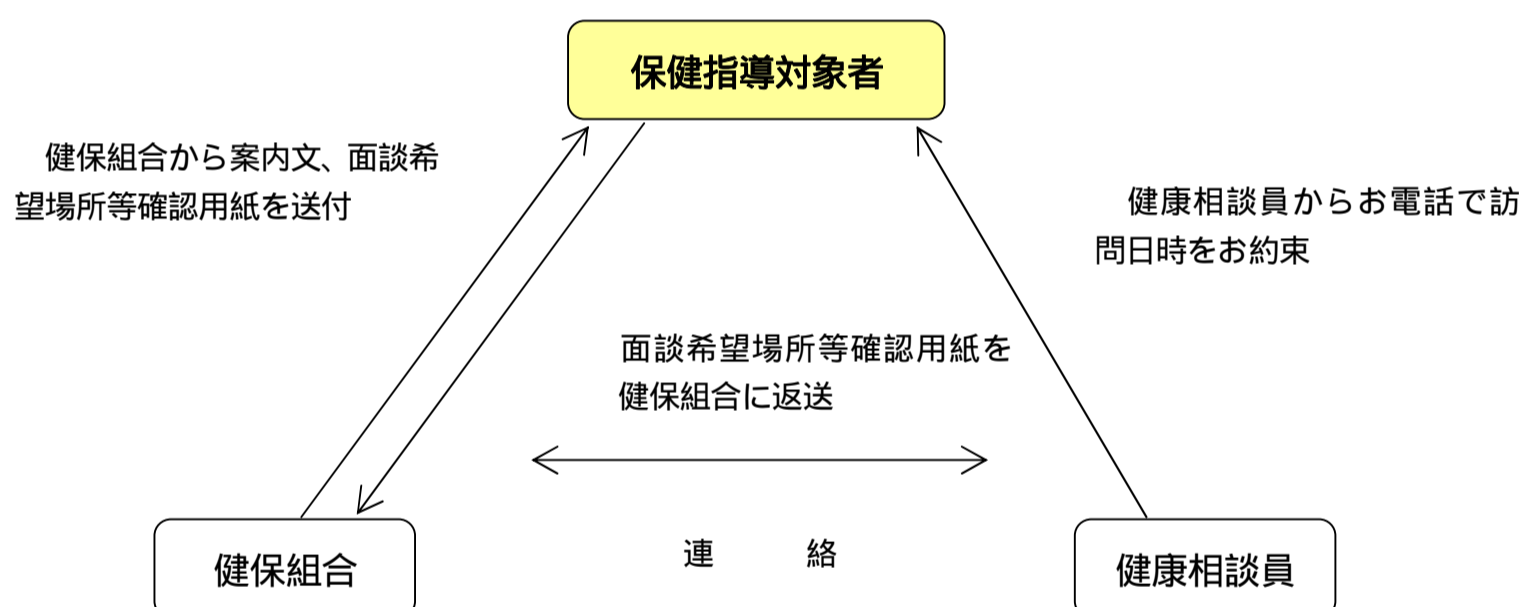 保健指導対象者
健保組合から案内文、面談希
望場所等確認用紙を送付
健康相談員からお電話で訪
問日時をお約束
面談希望場所等確認用紙を
健保組合に返送
連　絡
健保組合
健康相談員